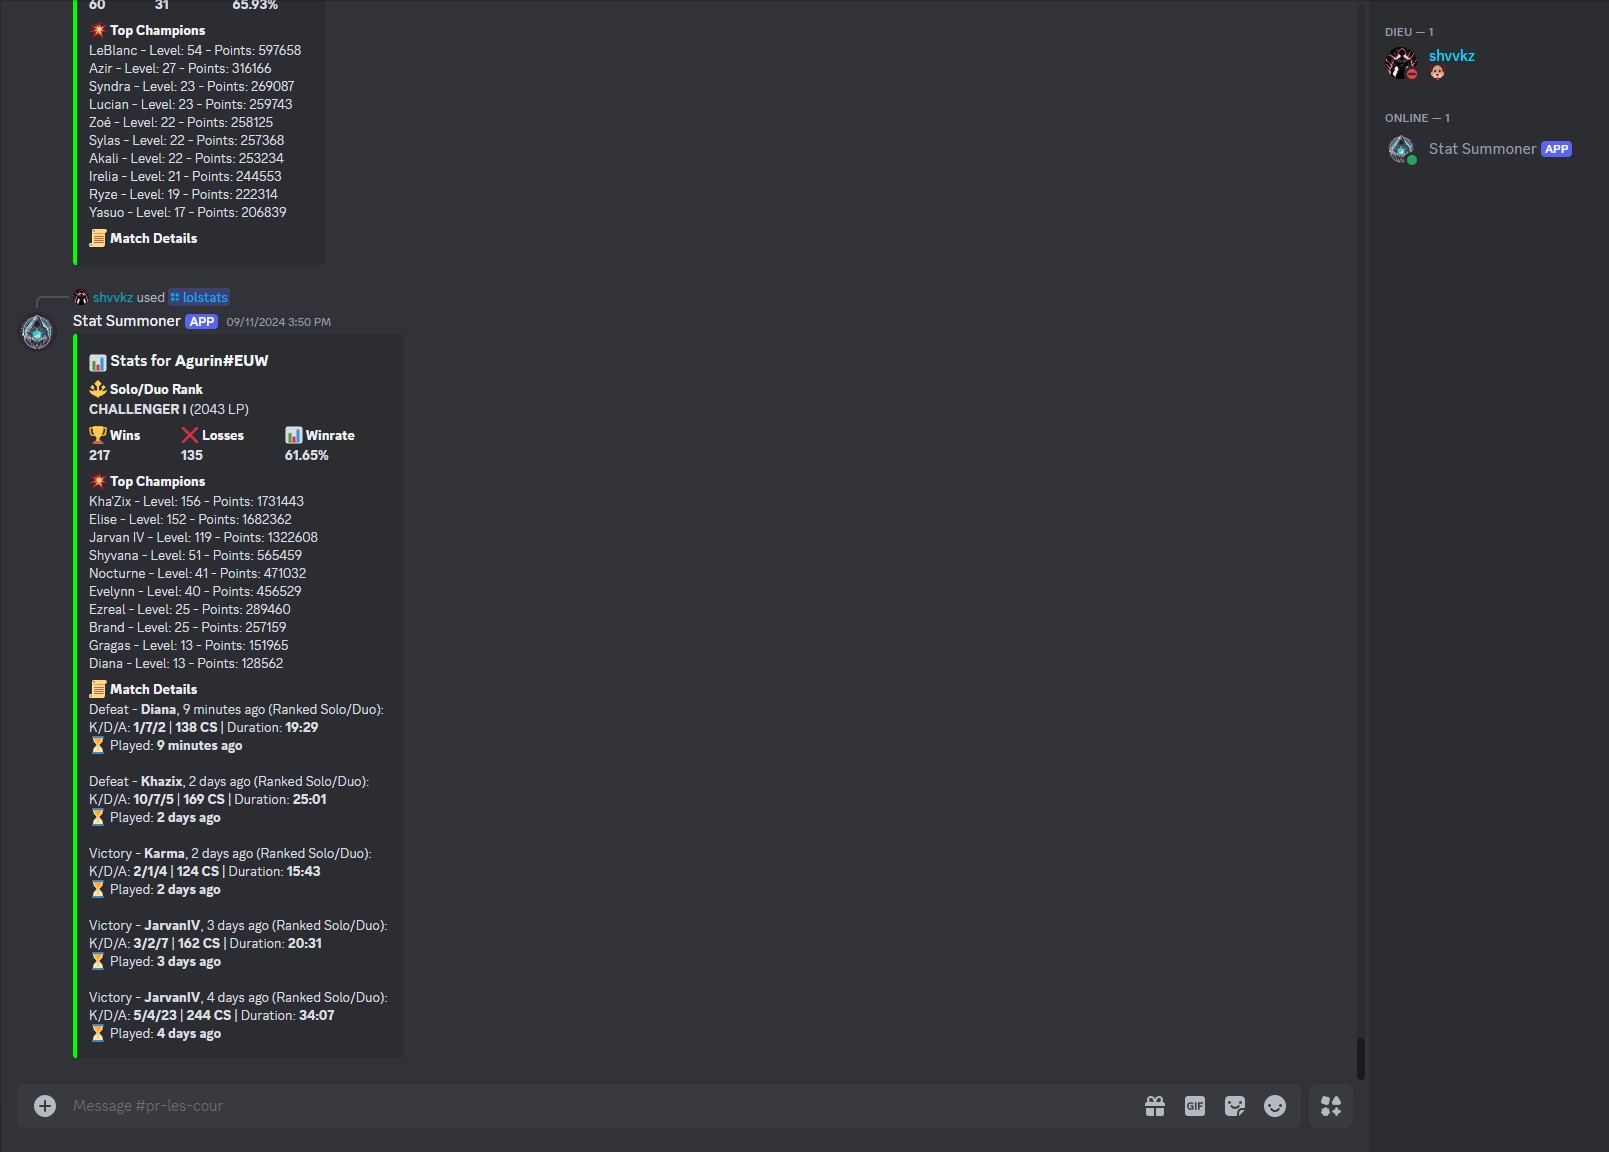 60 31 65.93%
Top Champions
LeBlanc - Level: 54 - Points: 597658
Azir - Level: 27 - Points: 316166
Syndra - Level: 23 - Points: 269087
Lucian - Level: 23 - Points: 259743
Zoé - Level: 22 - Points: 258125
Sylas - Level: 22 - Points: 257368
Akali - Level: 22 - Points: 253234
Irelia - Level: 21 - Points: 244553
Ryze - Level: 19 - Points: 222314
Yasuo - Level: 17 - Points: 206839
Match Details
shvvkz used lolstats
Stat Summoner APP 09/11/2024 3:50 PM
Stats for Agurin#EUW
Solo/Duo Rank
CHALLENGER I (2043 LP)
Wins Losses Winrate
217 135 61.65%
Top Champions
Kha'Zix - Level: 156 - Points: 1731443
Elise - Level: 152 - Points: 1682362
Jarvan IV - Level: 119 - Points: 1322608
Shyvana - Level: 51 - Points: 565459
Nocturne - Level: 41 - Points: 471032
Evelynn - Level: 40 - Points: 456529
Ezreal - Level: 25 - Points: 289460
Brand - Level: 25 - Points: 257159
Gragas - Level: 13 - Points: 151965
Diana - Level: 13 - Points: 128562
Match Details
Defeat - Diana, 9 minutes ago (Ranked Solo/Duo):
K/D/A: 1/7/2 | 138 CS | Duration: 19:29
Played: 9 minutes ago
Defeat - Khazix, 2 days ago (Ranked Solo/Duo):
K/D/A: 10/7/5 | 169 CS | Duration: 25:01
Played: 2 days ago
Victory - Karma, 2 days ago (Ranked Solo/Duo):
K/D/A: 2/1/4 | 124 CS | Duration: 15:43
Played: 2 days ago
Victory - JarvanIV, 3 days ago (Ranked Solo/Duo):
K/D/A: 3/2/7 | 162 CS | Duration: 20:31
Played: 3 days ago
Victory - JarvanIV, 4 days ago (Ranked Solo/Duo):
K/D/A: 5/4/23 | 244 CS | Duration: 34:07
Played: 4 days ago
Message #pr-les-cour
GIF
DIEU — 1
shvvkz
ONLINE — 1
Stat Summoner APP